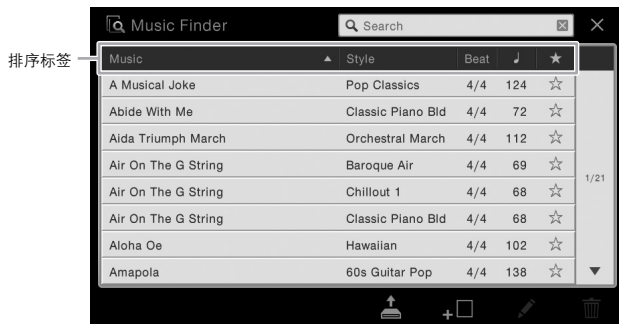 Music Finder
Search
排序标签
Music ▲ Style Beat ♩ ★
A Musical Joke Pop Classics 4/4 124 ☆
Abide With Me Classic Piano Bld 4/4 72 ☆
Aida Triumph March Orchestral March 4/4 112 ☆
Air On The G String Baroque Air 4/4 69 ☆
Air On The G String Chillout 1 4/4 68 ☆
Air On The G String Classic Piano Bld 4/4 68 ☆
Aloha Oe Hawaiian 4/4 102 ☆
Amapola 60s Guitar Pop 4/4 138 ☆
1/21